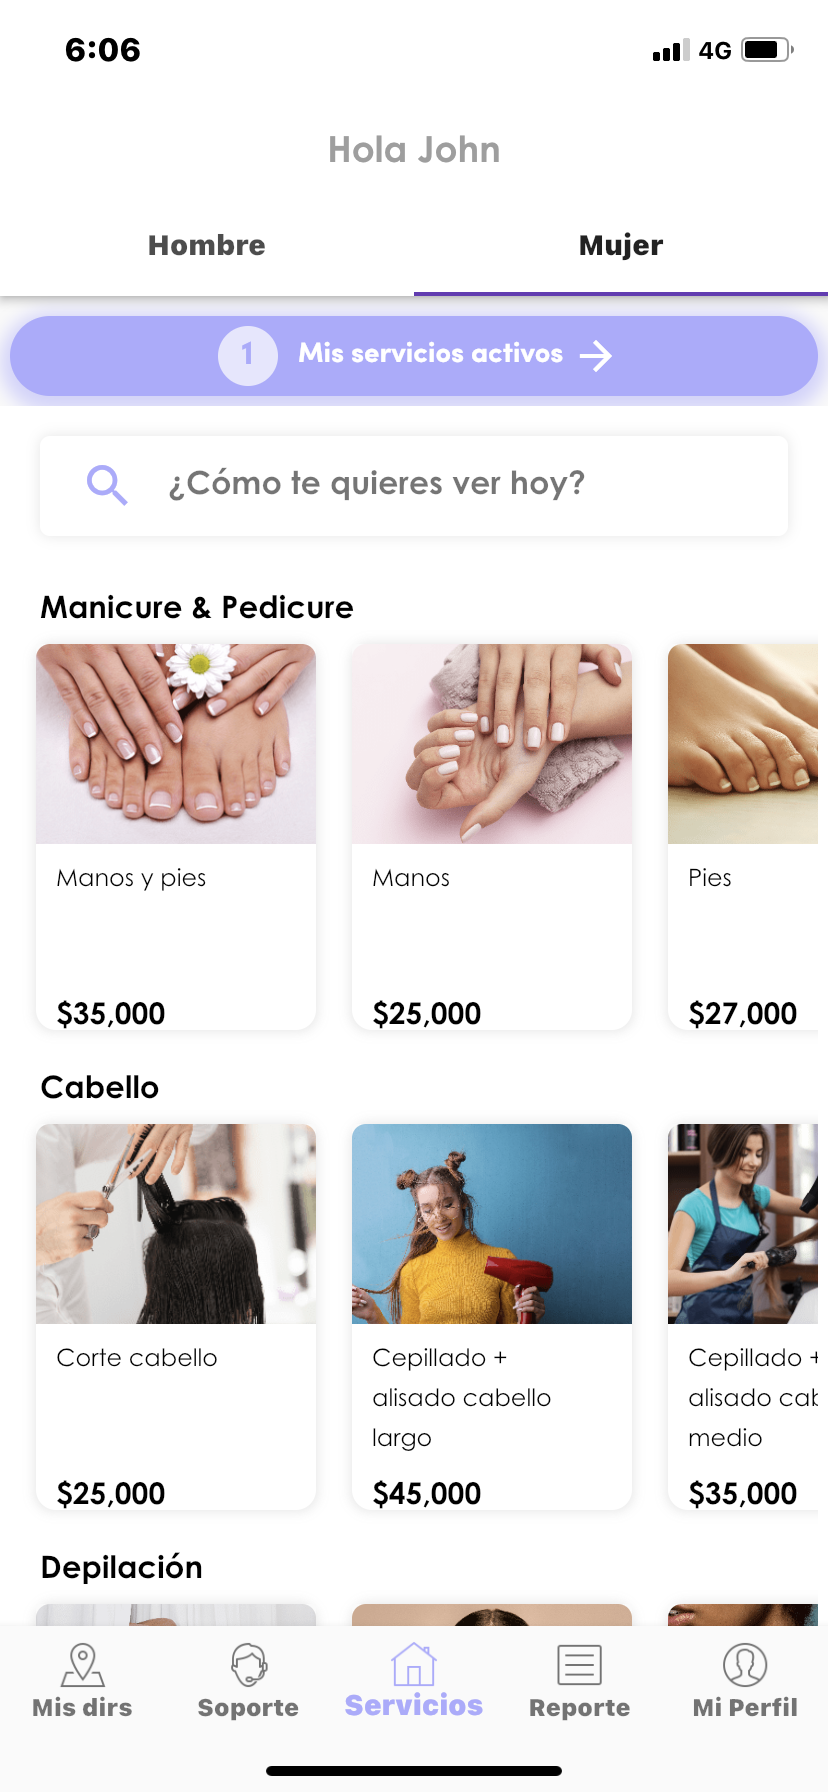 6:06
4G
Hola John
Hombre
Mujer
1
Mis servicios activos
¿Cómo te quieres ver hoy?
Manicure & Pedicure
Manos y pies
$35,000
Manos
$25,000
Pies
$27,000
Cabello
Corte cabello
$25,000
Cepillado +
alisado cabello
largo
$45,000
Cepillado +
alisado cab
medio
$35,000
Depilación
Mis dirs
Soporte
Servicios
Reporte
Mi Perfil